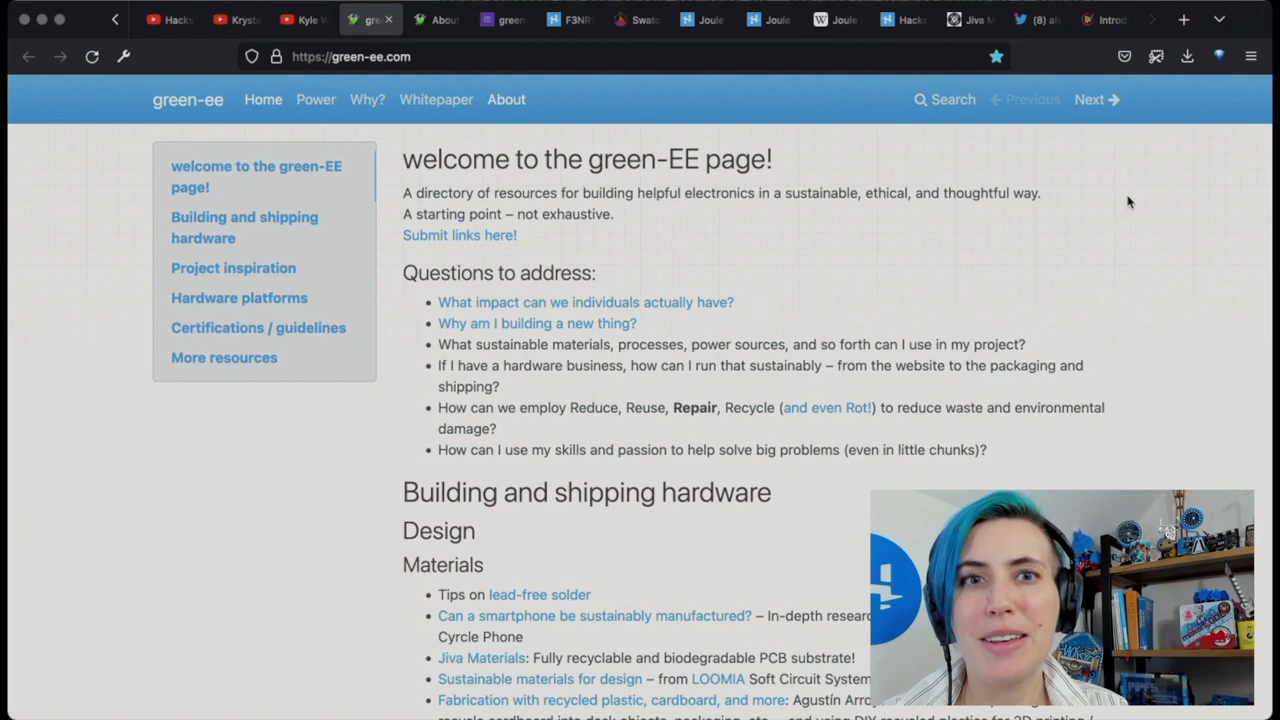 Hacks
Kryst
Kyle W
gre
About
green
F3NR
Swatc
Joule
Joule
Joule
Hacks
Jiva M
(8) al
Introd
https://green-ee.com
green-ee Home Power Why? Whitepaper About Search Previous Next
welcome to the green-EE
page!
Building and shipping
hardware
Project inspiration
Hardware platforms
Certifications / guidelines
More resources
welcome to the green-EE page!
A directory of resources for building helpful electronics in a sustainable, ethical, and thoughtful way.
A starting point – not exhaustive.
Submit links here!
Questions to address:
• What impact can we individuals actually have?
• Why am I building a new thing?
• What sustainable materials, processes, power sources, and so forth can I use in my project?
• If I have a hardware business, how can I run that sustainably – from the website to the packaging and
shipping?
• How can we employ Reduce, Reuse, Repair, Recycle (and even Rot!) to reduce waste and environmental
damage?
• How can I use my skills and passion to help solve big problems (even in little chunks)?
Building and shipping hardware
Design
Materials
• Tips on lead-free solder
• Can a smartphone be sustainably manufactured? – In-depth researc
Cyrcle Phone
• Jiva Materials: Fully recyclable and biodegradable PCB substrate!
• Sustainable materials for design – from LOOMIA Soft Circuit System
• Fabrication with recycled plastic, cardboard, and more: Agustín Arroy